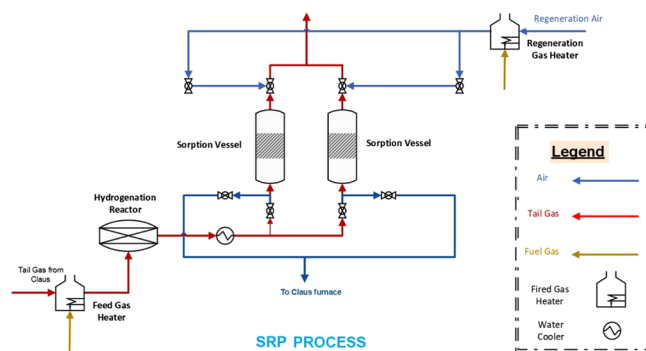 Regeneration Air
Regeneration
Gas Heater
Sorption Vessel
Sorption Vessel
Legend
Air
Tail Gas
Fuel Gas
Fired Gas
Heater
Water
Cooler
Hydrogenation
Reactor
Tail Gas from
Claus
Feed Gas
Heater
To Claus furnace
SRP PROCESS